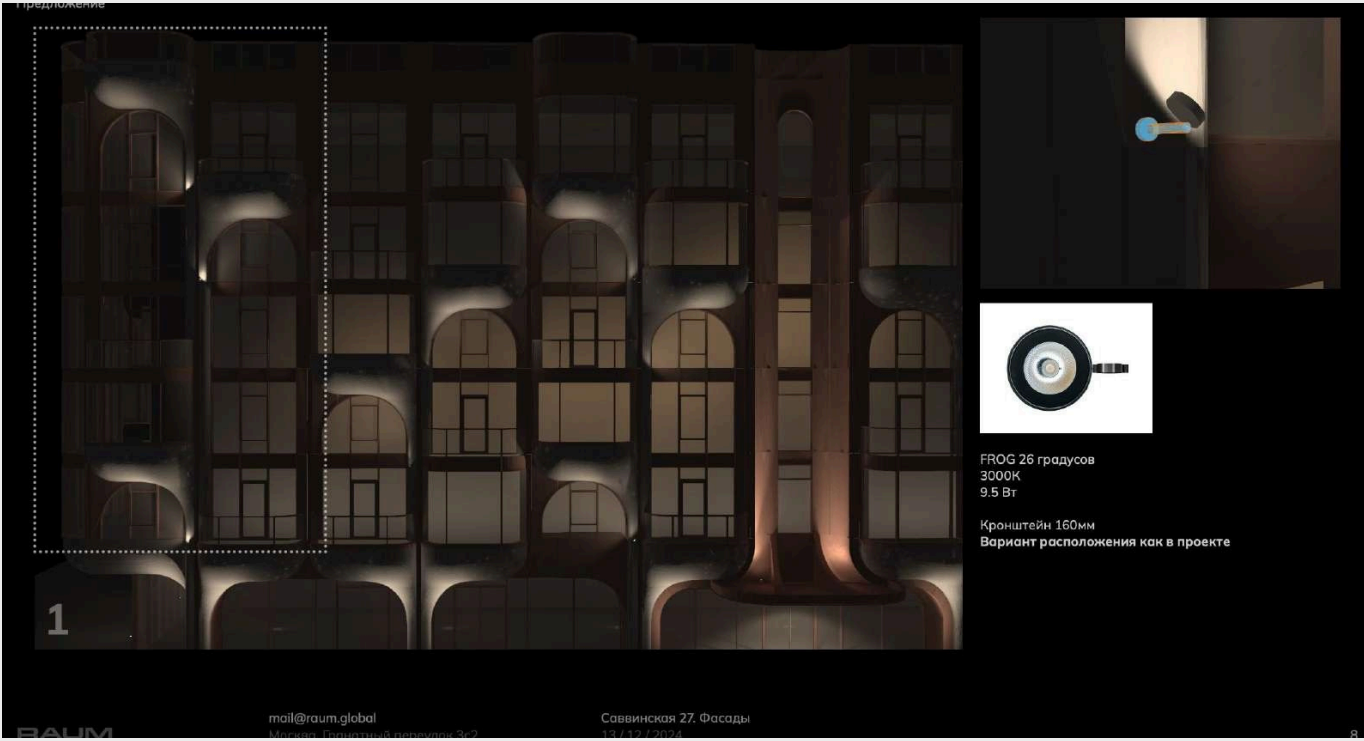 Предложение
FROG 26 градусов
3000К
9.5 Вт
Кронштейн 160мм
Вариант расположения как в проекте
1
mail@raum.global
Москва, Гранатный переулок 3с2
Саввинская 27. Фасады
13 / 12 / 2024
RAUM
8